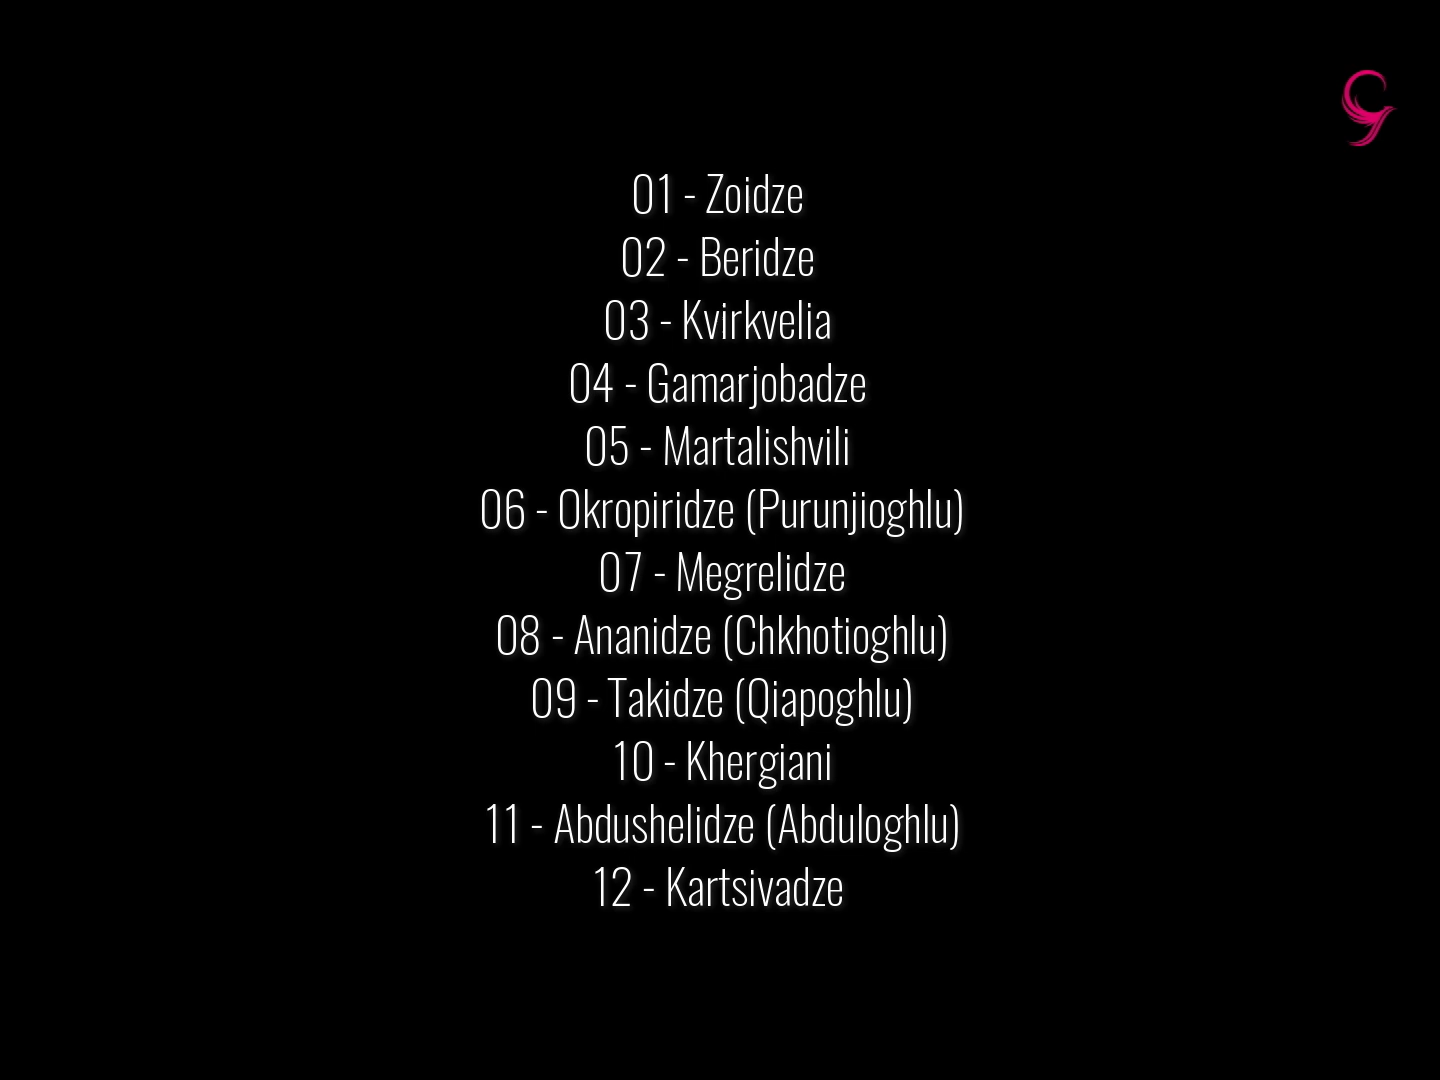 01 - Zoidze
02 - Beridze
03 - Kvirkvelia
04 - Gamarjobadze
05 - Martalishvili
06 - Okropiridze (Purunjioghlu)
07 - Megrelidze
08 - Ananidze (Chkhotioghlu)
09 - Takidze (Qiapoghlu)
10 - Khergiani
11 - Abdushelidze (Abduloghlu)
12 - Kartsivadze